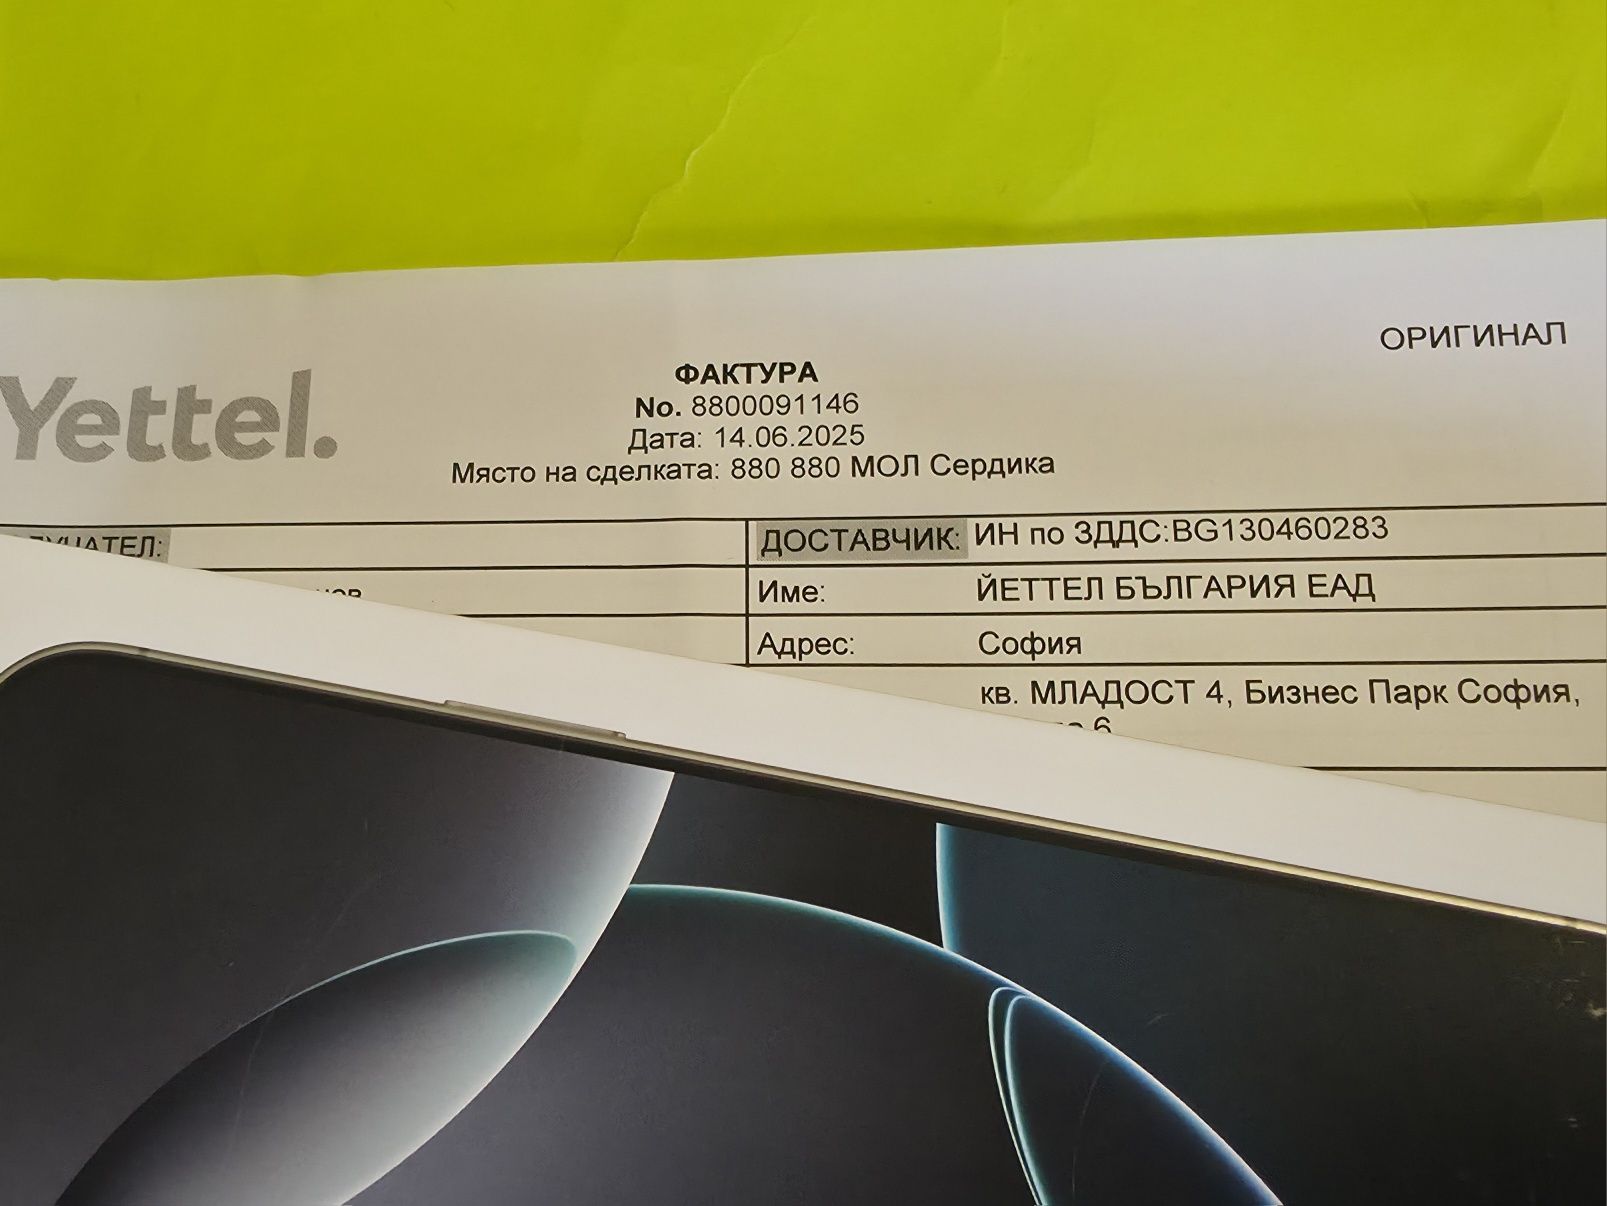 ОРИГИНАЛ
Yettel.
ФАКТУРА
No. 8800091146
Дата: 14.06.2025
Място на сделката: 880 880 МОЛ Сердика
ДОСТАВЧИК: ИН по ЗДДС:BG130460283
Име: ЙЕТТЕЛ БЪЛГАРИЯ ЕАД
Адрес: София
кв. МЛАДОСТ 4, Бизнес Парк София,
6